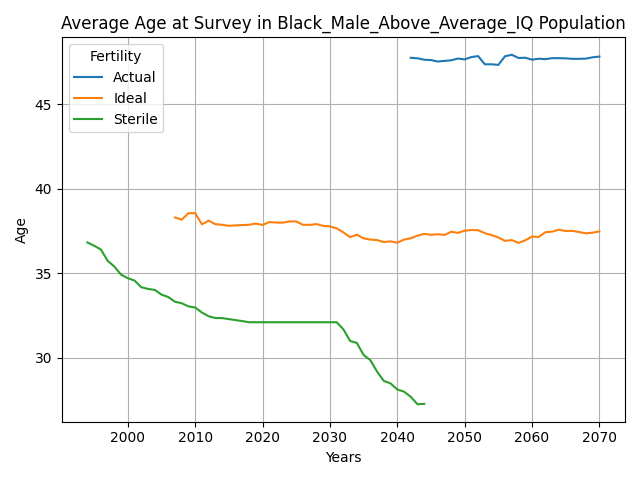 Average Age at Survey in Black_Male_Above_Average_IQ Population
Fertility
Actual
Ideal
Sterile
45
40
35
30
Age
2000 2010 2020 2030 2040 2050 2060 2070
Years